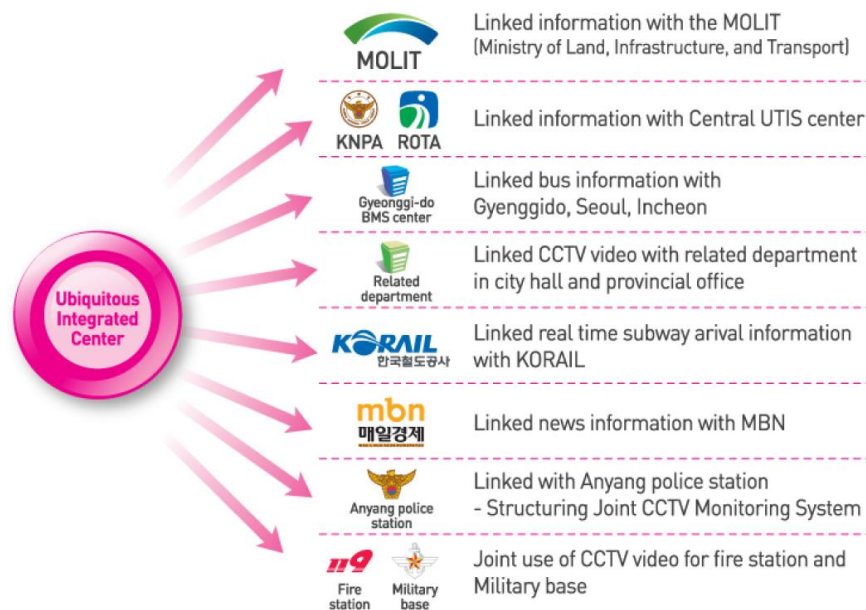 MOLIT
Linked information with the MOLIT
(Ministry of Land, Infrastructure, and Transport)
KNPA
ROTA
Linked information with Central UTIS center
Gyeonggi-do
BMS center
Linked bus information with
Gyenggido, Seoul, Incheon
Related
department
Linked CCTV video with related department
in city hall and provincial office
Ubiquitous
Integrated
Center
KORAIL
한국철도공사
Linked real time subway arival information
with KORAIL
mbn
매일경제
Linked news information with MBN
Anyang police
station
Linked with Anyang police station
- Structuring Joint CCTV Monitoring System
119
Fire
station
Military
base
Joint use of CCTV video for fire station and
Military base